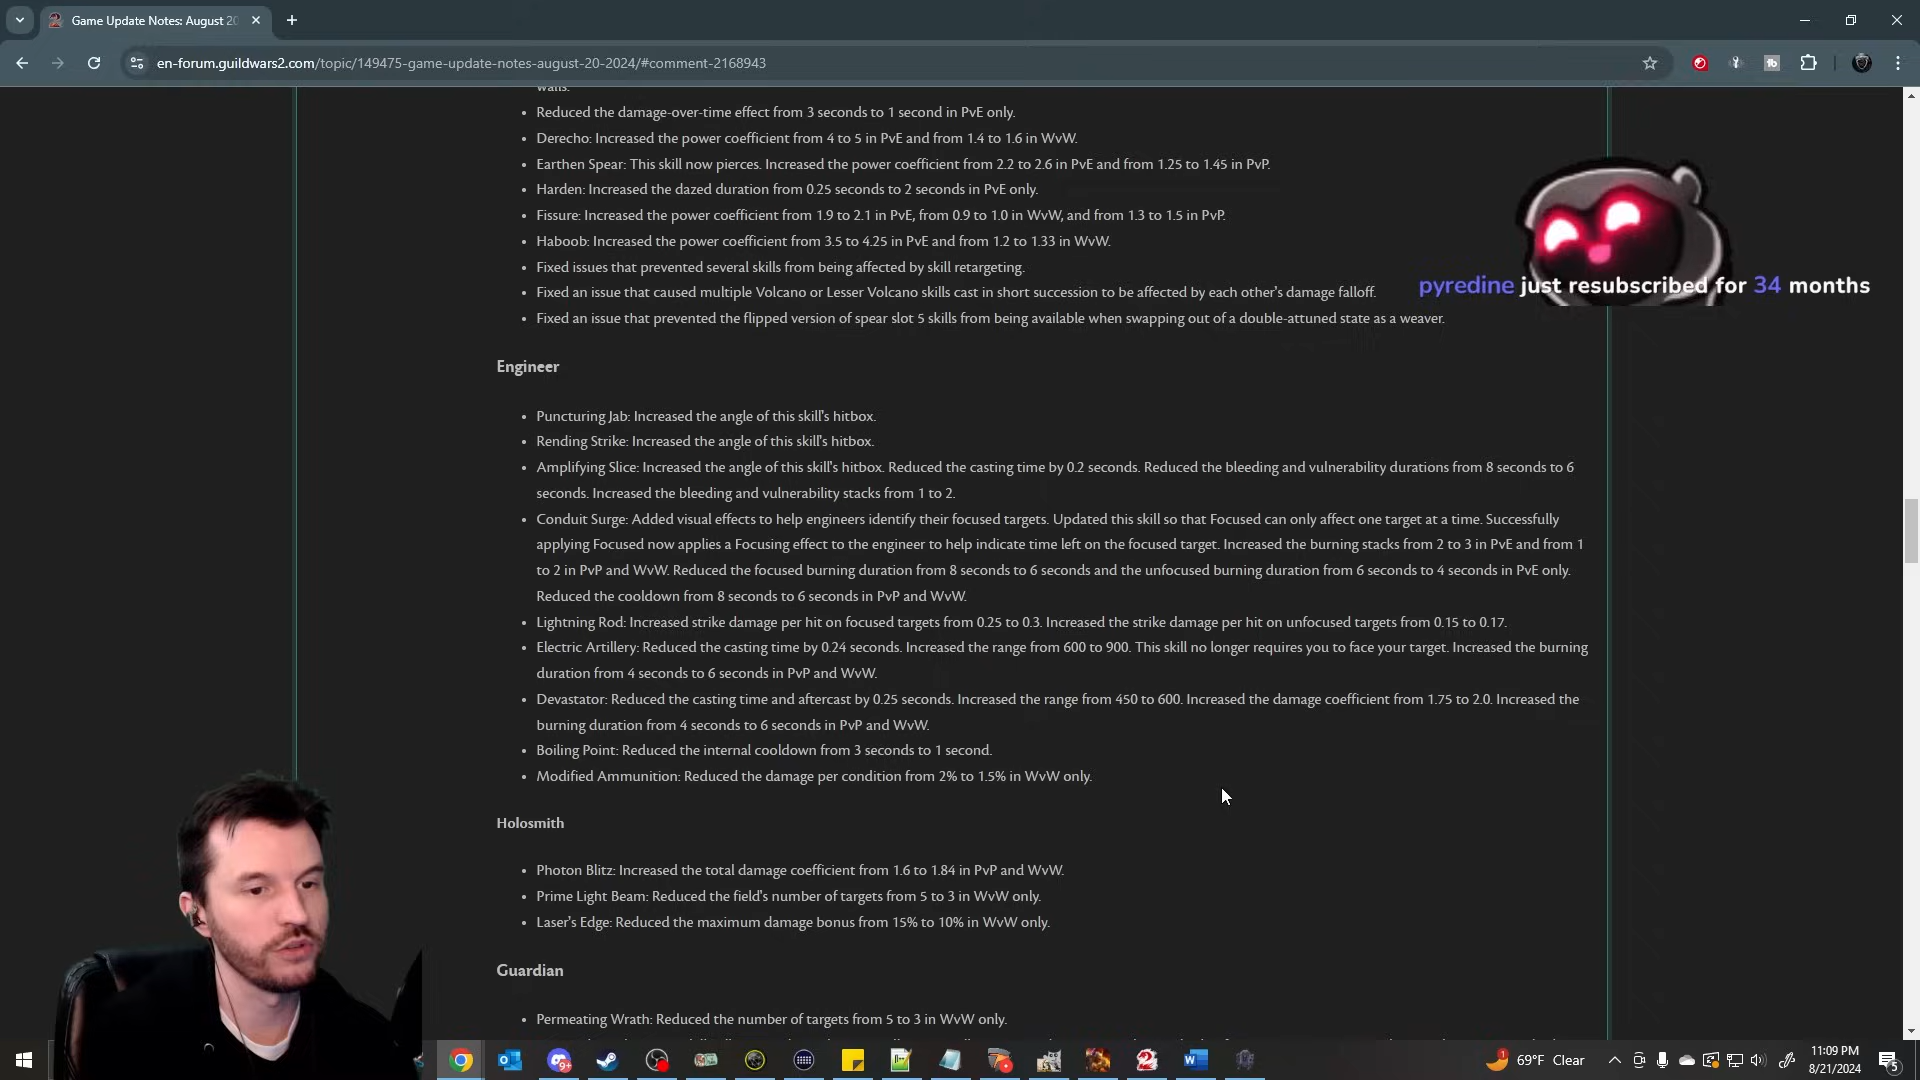 Game Update Notes: August 20
en-forum.guildwars2.com/topic/149475-game-update-notes-august-20-2024/#comment-2168943
walls.
• Reduced the damage-over-time effect from 3 seconds to 1 second in PvE only.
• Derecho: Increased the power coefficient from 4 to 5 in PvE and from 1.4 to 1.6 in WvW.
• Earthen Spear: This skill now pierces. Increased the power coefficient from 2.2 to 2.6 in PvE and from 1.25 to 1.45 in PvP.
• Harden: Increased the dazed duration from 0.25 seconds to 2 seconds in PvE only.
• Fissure: Increased the power coefficient from 1.9 to 2.1 in PvE, from 0.9 to 1.0 in WvW, and from 1.3 to 1.5 in PvP.
• Haboob: Increased the power coefficient from 3.5 to 4.25 in PvE and from 1.2 to 1.33 in WvW.
• Fixed issues that prevented several skills from being affected by skill retargeting.
• Fixed an issue that caused multiple Volcano or Lesser Volcano skills cast in short succession to be affected by each other's damage falloff.
• Fixed an issue that prevented the flipped version of spear slot 5 skills from being available when swapping out of a double-attuned state as a weaver.
pyredine just resubscribed for 34 months
Engineer
• Puncturing Jab: Increased the angle of this skill's hitbox.
• Rending Strike: Increased the angle of this skill's hitbox.
• Amplifying Slice: Increased the angle of this skill's hitbox. Reduced the casting time by 0.2 seconds. Reduced the bleeding and vulnerability durations from 8 seconds to 6
seconds. Increased the bleeding and vulnerability stacks from 1 to 2.
• Conduit Surge: Added visual effects to help engineers identify their focused targets. Updated this skill so that Focused can only affect one target at a time. Successfully
applying Focused now applies a Focusing effect to the engineer to help indicate time left on the focused target. Increased the burning stacks from 2 to 3 in PvE and from 1
to 2 in PvP and WvW. Reduced the focused burning duration from 8 seconds to 6 seconds and the unfocused burning duration from 6 seconds to 4 seconds in PvE only.
Reduced the cooldown from 8 seconds to 6 seconds in PvP and WvW.
• Lightning Rod: Increased strike damage per hit on focused targets from 0.25 to 0.3. Increased the strike damage per hit on unfocused targets from 0.15 to 0.17.
• Electric Artillery: Reduced the casting time by 0.24 seconds. Increased the range from 600 to 900. This skill no longer requires you to face your target. Increased the burning
duration from 4 seconds to 6 seconds in PvP and WvW.
• Devastator: Reduced the casting time and aftercast by 0.25 seconds. Increased the range from 450 to 600. Increased the damage coefficient from 1.75 to 2.0. Increased the
burning duration from 4 seconds to 6 seconds in PvP and WvW.
• Boiling Point: Reduced the internal cooldown from 3 seconds to 1 second.
• Modified Ammunition: Reduced the damage per condition from 2% to 1.5% in WvW only.
Holosmith
• Photon Blitz: Increased the total damage coefficient from 1.6 to 1.84 in PvP and WvW.
• Prime Light Beam: Reduced the field's number of targets from 5 to 3 in WvW only.
• Laser's Edge: Reduced the maximum damage bonus from 15% to 10% in WvW only.
Guardian
• Permeating Wrath: Reduced the number of targets from 5 to 3 in WvW only.
69°F Clear
11:09 PM
8/21/2024